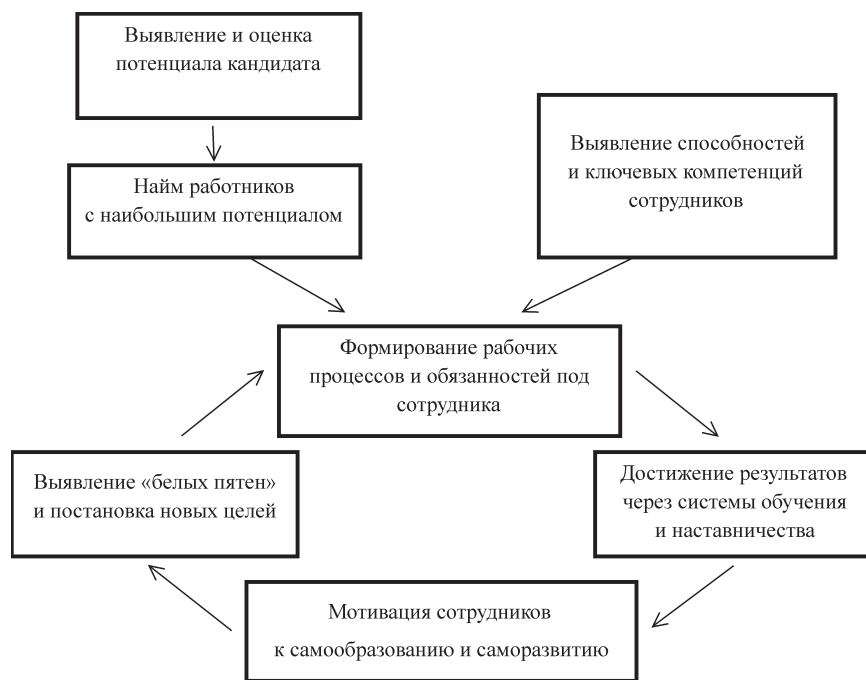 Выявление и оценка
потенциала кандидата
Выявление способностей
и ключевых компетенций
сотрудников
Найм работников
с наибольшим потенциалом
Формирование рабочих
процессов и обязанностей под
сотрудника
Выявление «белых пятен»
и постановка новых целей
Достижение результатов
через системы обучения
и наставничества
Мотивация сотрудников
к самообразованию и саморазвитию